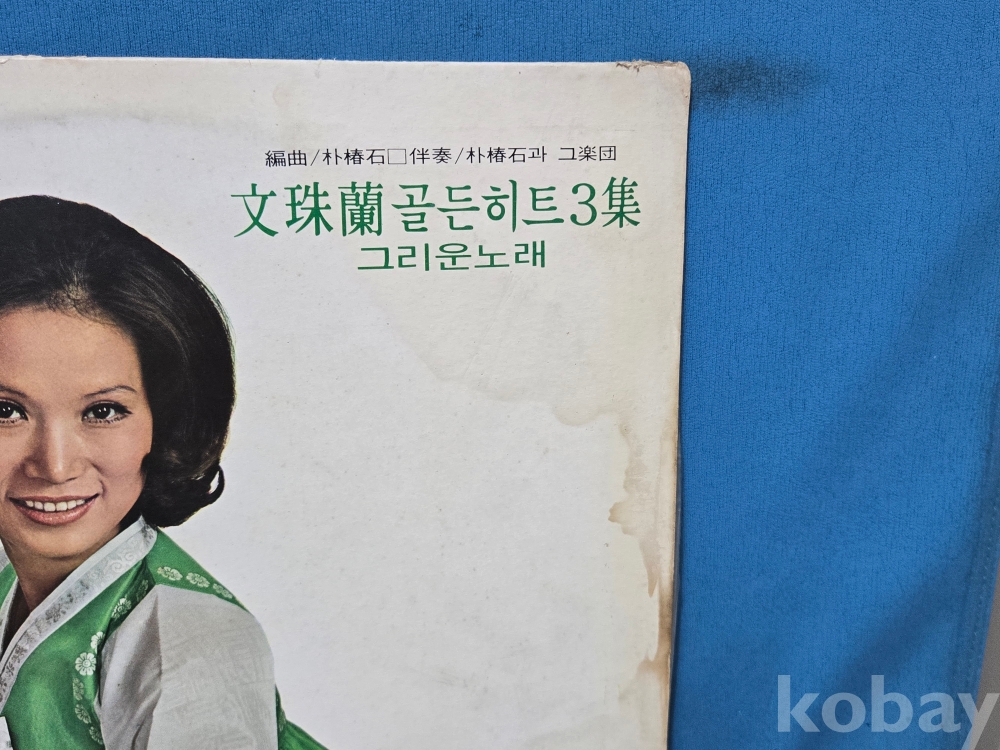 編曲/朴椿石□伴奏/朴椿石과 그楽団
文珠蘭 골든히트3集
그리운노래
kobay